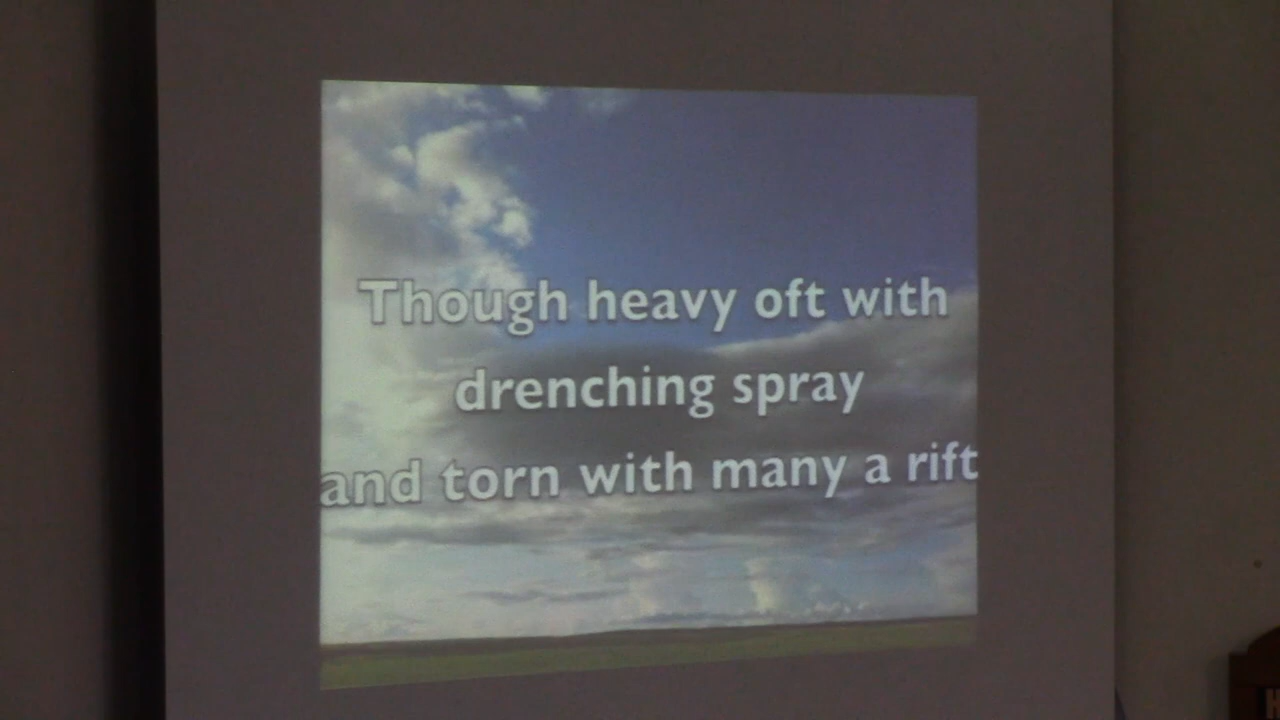 Though heavy oft with
drenching spray
and torn with many a rift